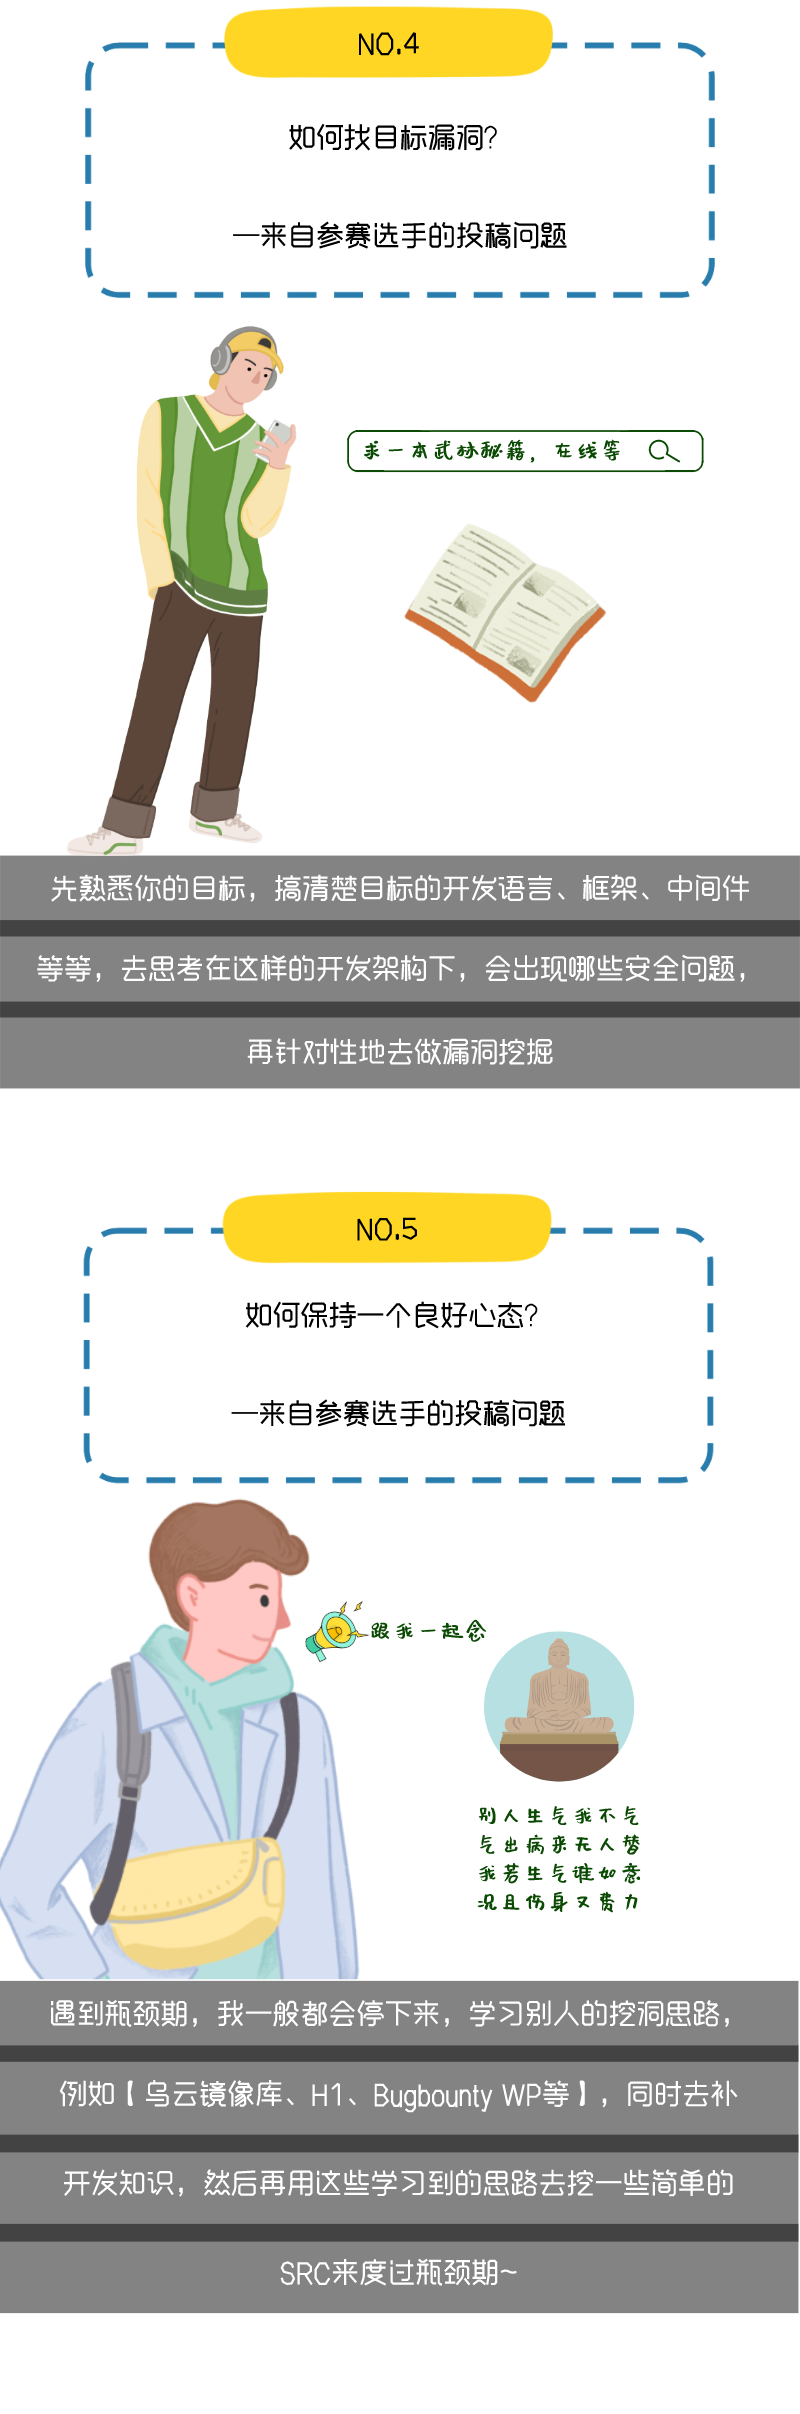 NO.4
如何找目标漏洞?
—来自参赛选手的投稿问题
求一本武林秘籍，在线等
先熟悉你的目标，搞清楚目标的开发语言、框架、中间件
等等，去思考在这样的开发架构下，会出现哪些安全问题，
再针对性地去做漏洞挖掘
NO.5
如何保持一个良好心态?
—来自参赛选手的投稿问题
跟我一起念
别人生气我不气
气出病来无人替
我若生气谁如意
况且伤身又费力
遇到瓶颈期，我一般都会停下来，学习别人的挖洞思路，
例如【乌云镜像库、H1、Bugbounty WP等】，同时去补
开发知识，然后再用这些学习到的思路去挖一些简单的
SRC来度过瓶颈期~